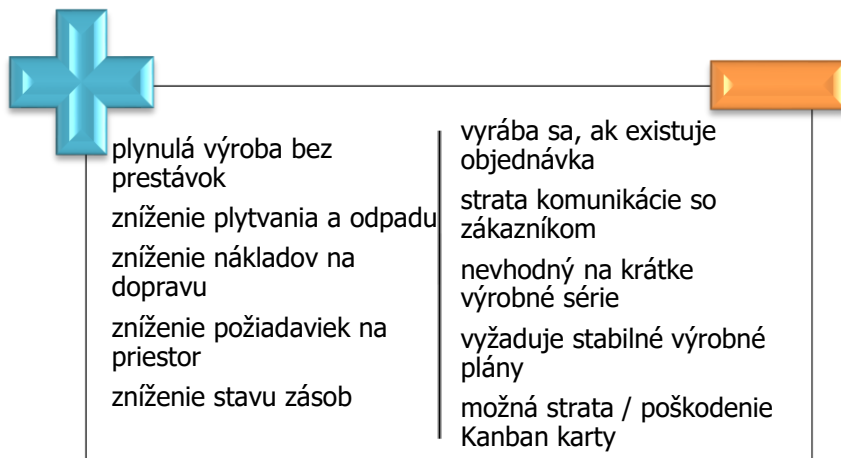 plynulá výroba bez
prestávok
zníženie plytvania a odpadu
zníženie nákladov na
dopravu
zníženie požiadaviek na
priestor
zníženie stavu zásob
vyrába sa, ak existuje
objednávka
strata komunikácie so
zákazníkom
nevhodný na krátke
výrobné série
vyžaduje stabilné výrobné
plány
možná strata / poškodenie
Kanban karty